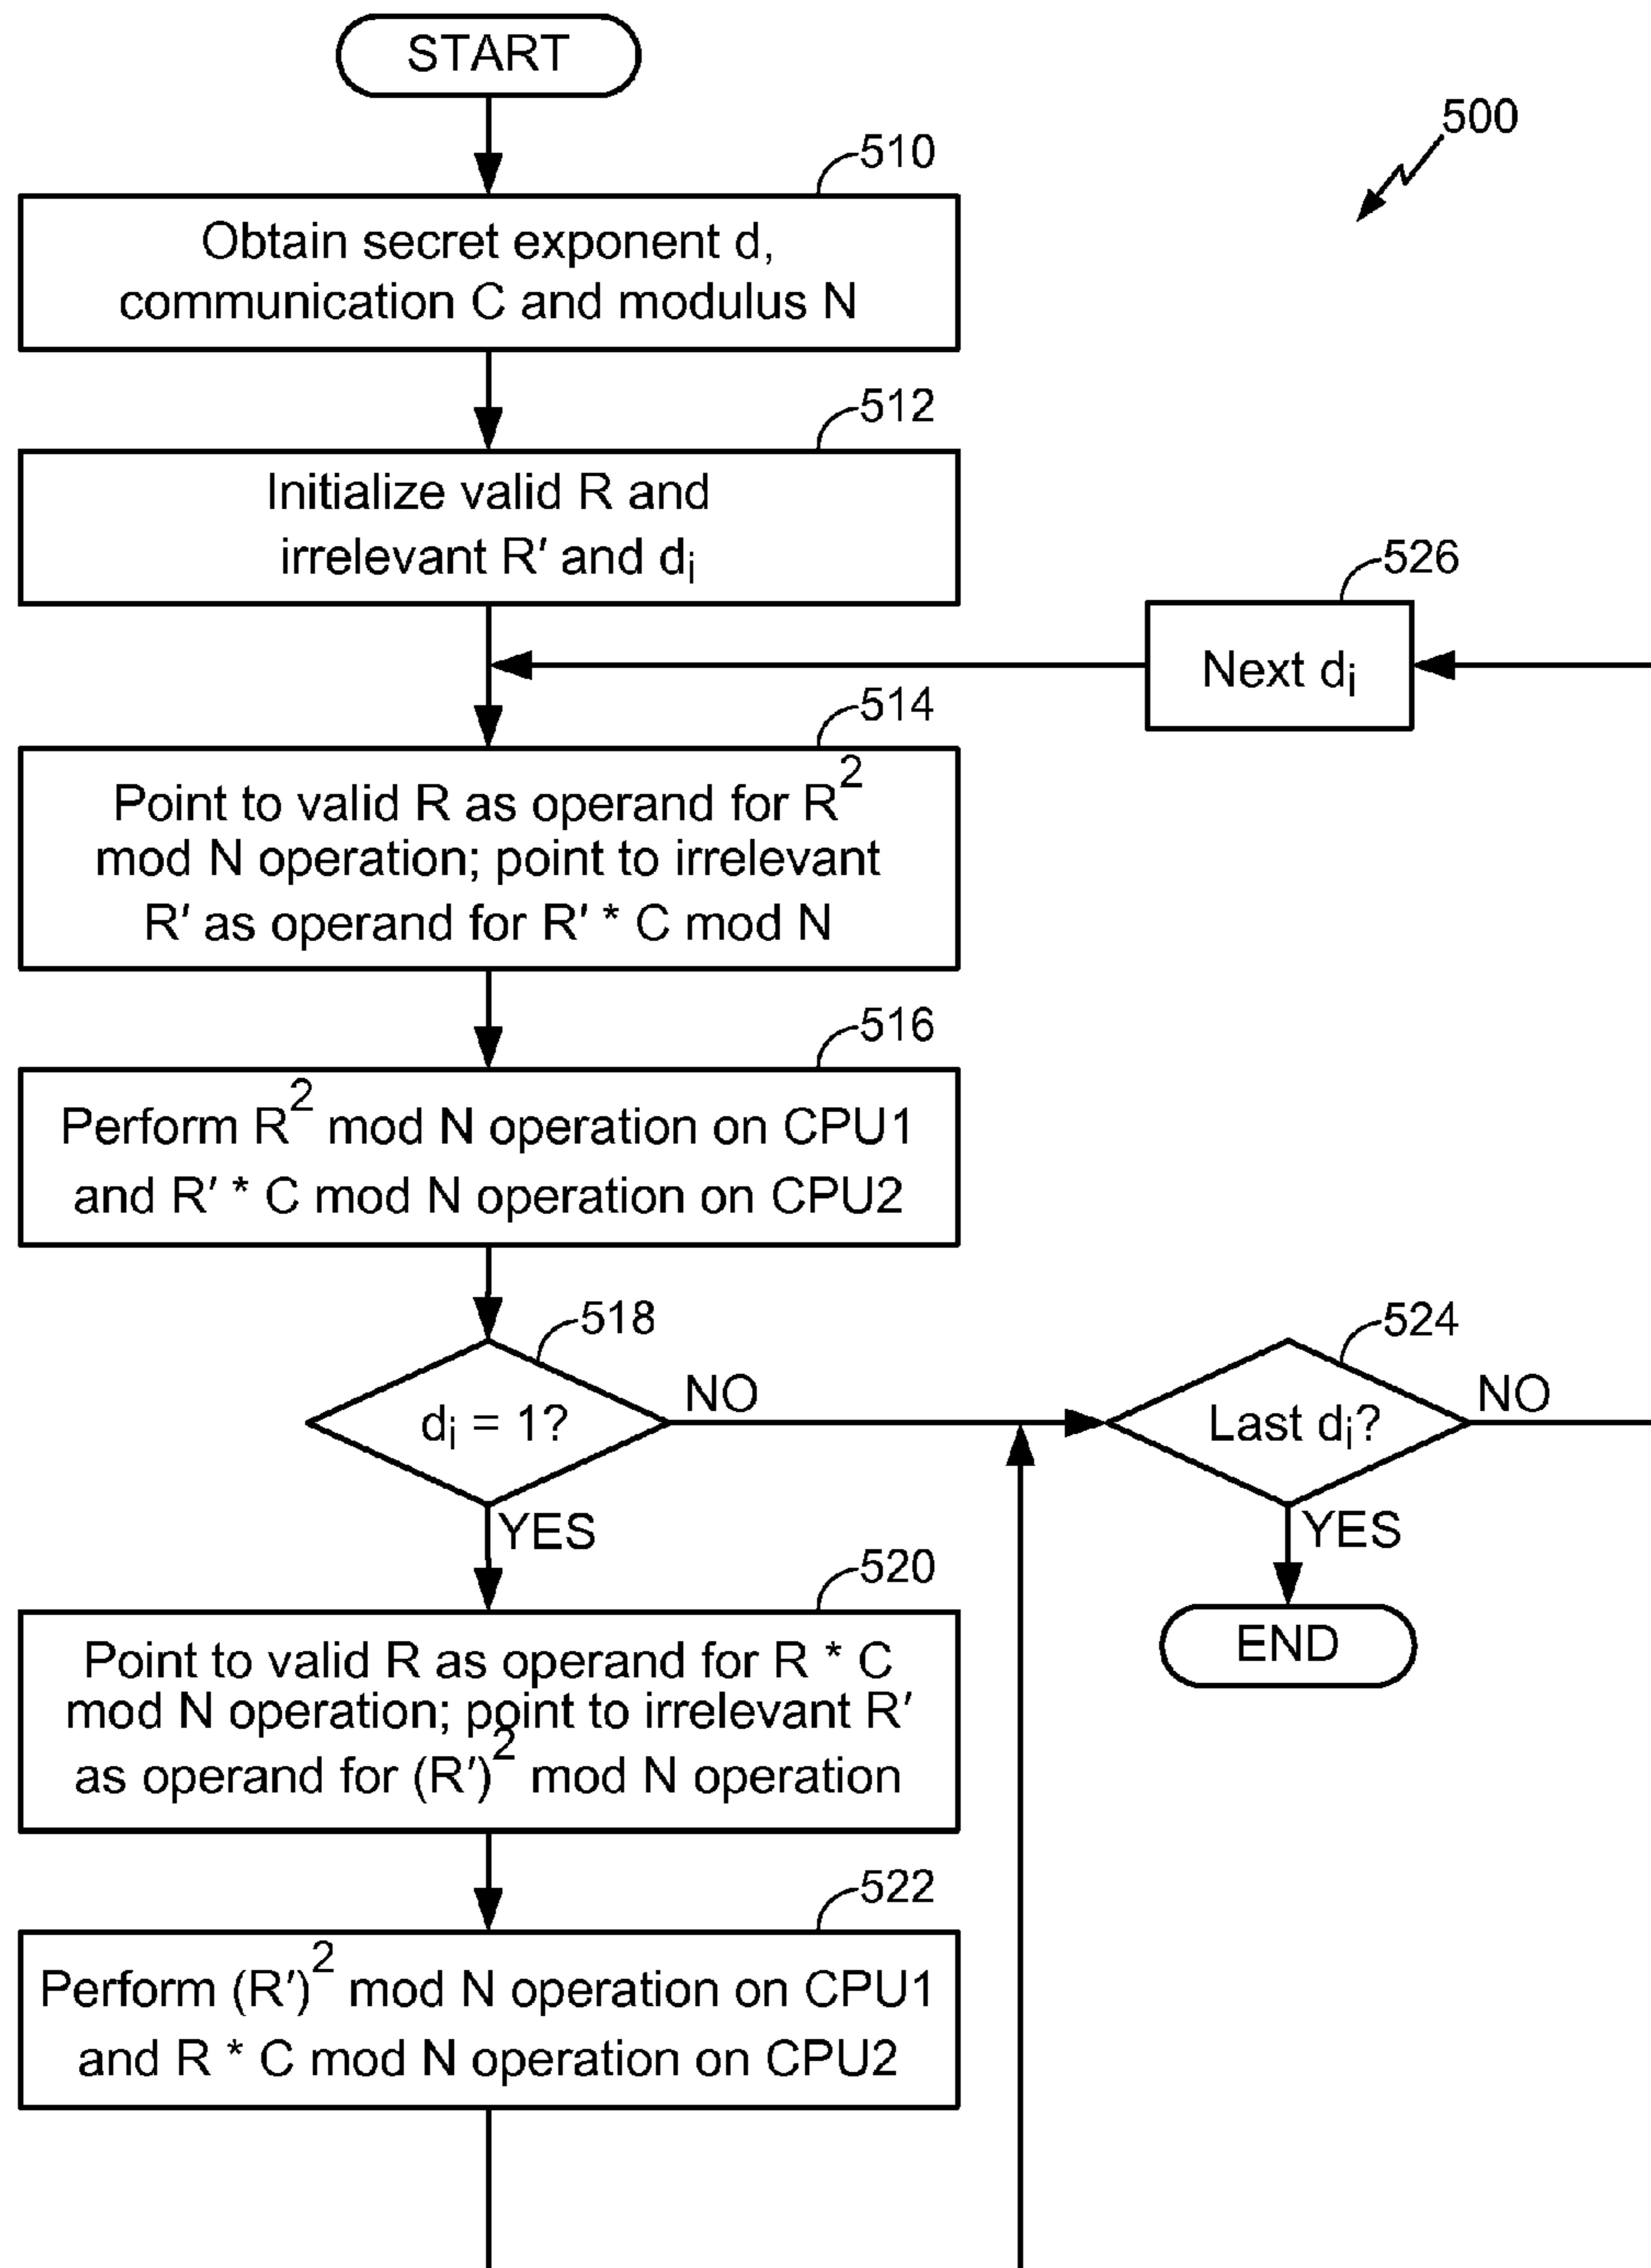 START
500
510
Obtain secret exponent d,
communication C and modulus N
512
Initialize valid R and
irrelevant R′ and dᵢ
526
Next dᵢ
514
Point to valid R as operand for R²
mod N operation; point to irrelevant
R′ as operand for R′ * C mod N
516
Perform R² mod N operation on CPU1
and R′ * C mod N operation on CPU2
518
dᵢ = 1?
NO
YES
524
Last dᵢ?
NO
YES
END
520
Point to valid R as operand for R * C
mod N operation; point to irrelevant R′
as operand for (R′)² mod N operation
522
Perform (R′)² mod N operation on CPU1
and R * C mod N operation on CPU2